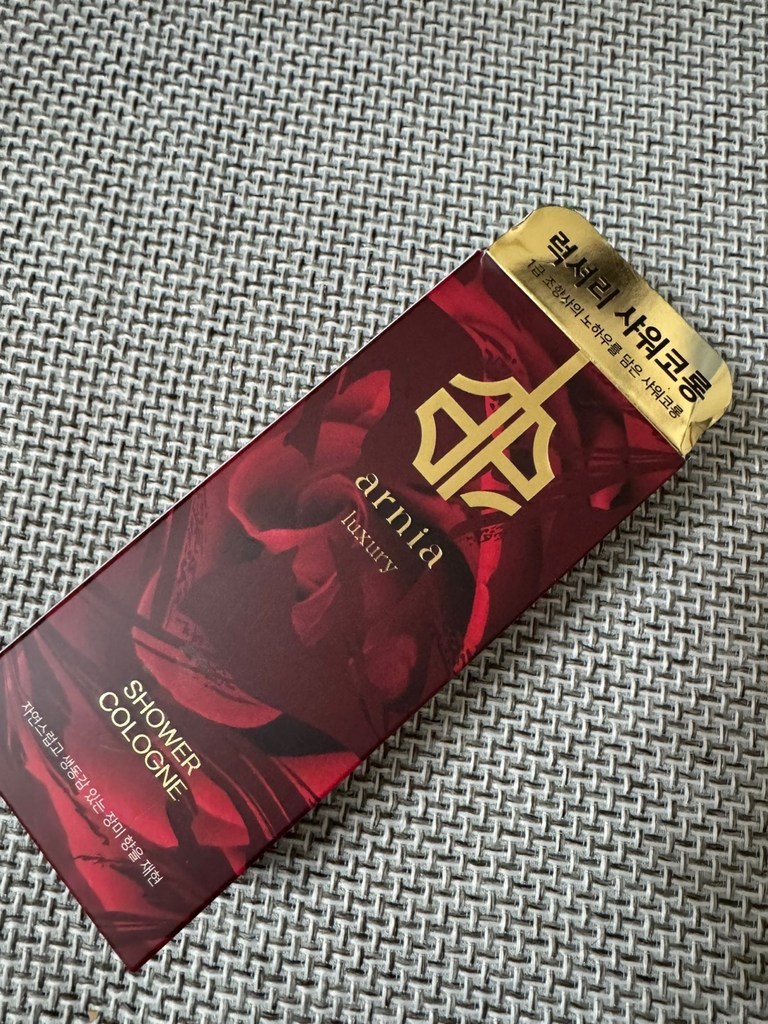 럭셔리 샤워코롱
1급 조향사의 노하우를 담은 샤워코롱
arnia
luxury
SHOWER
COLOGNE
자연스럽고 생동감 있는 장미 향을 재현